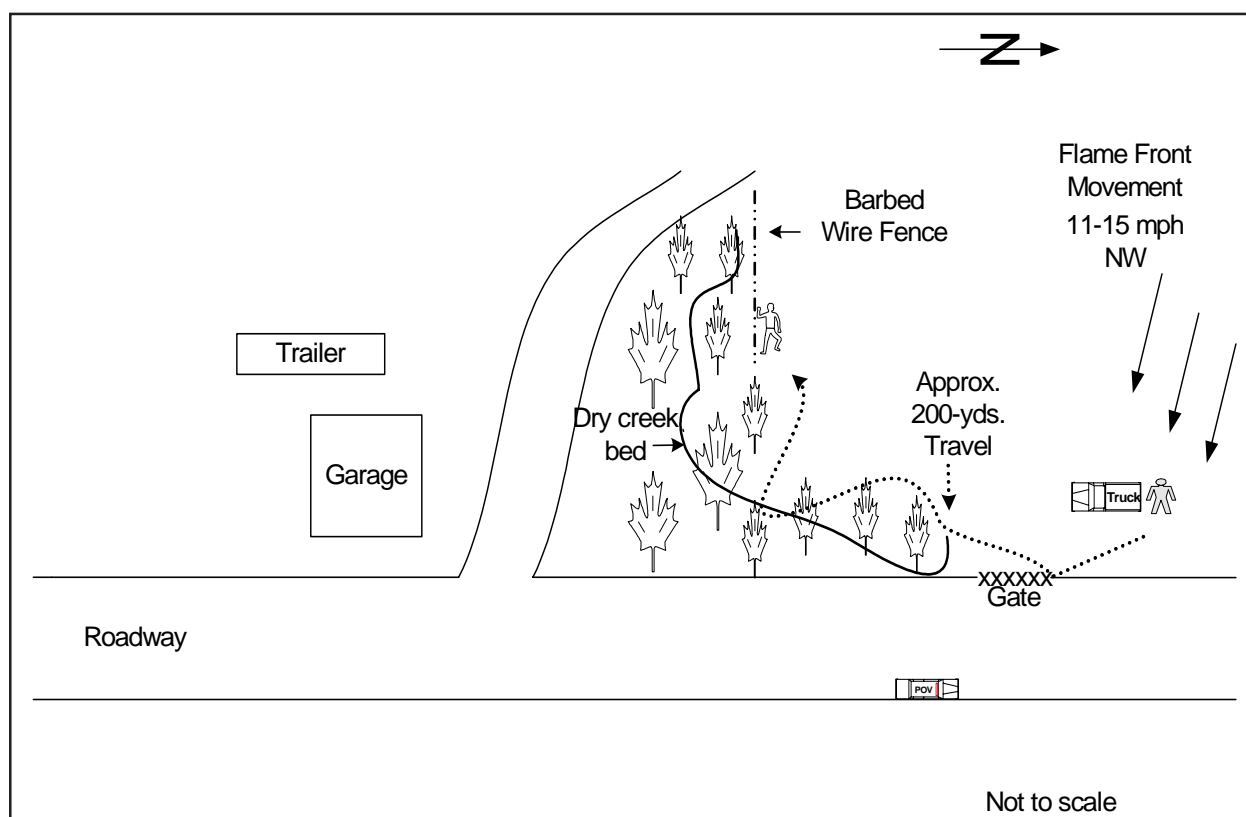 N
Flame Front
Movement
11-15 mph
NW
Barbed
Wire Fence
Trailer
Approx.
200-yds.
Travel
Dry creek
bed
Garage
Truck
XXXXXX
Gate
Roadway
POV
Not to scale